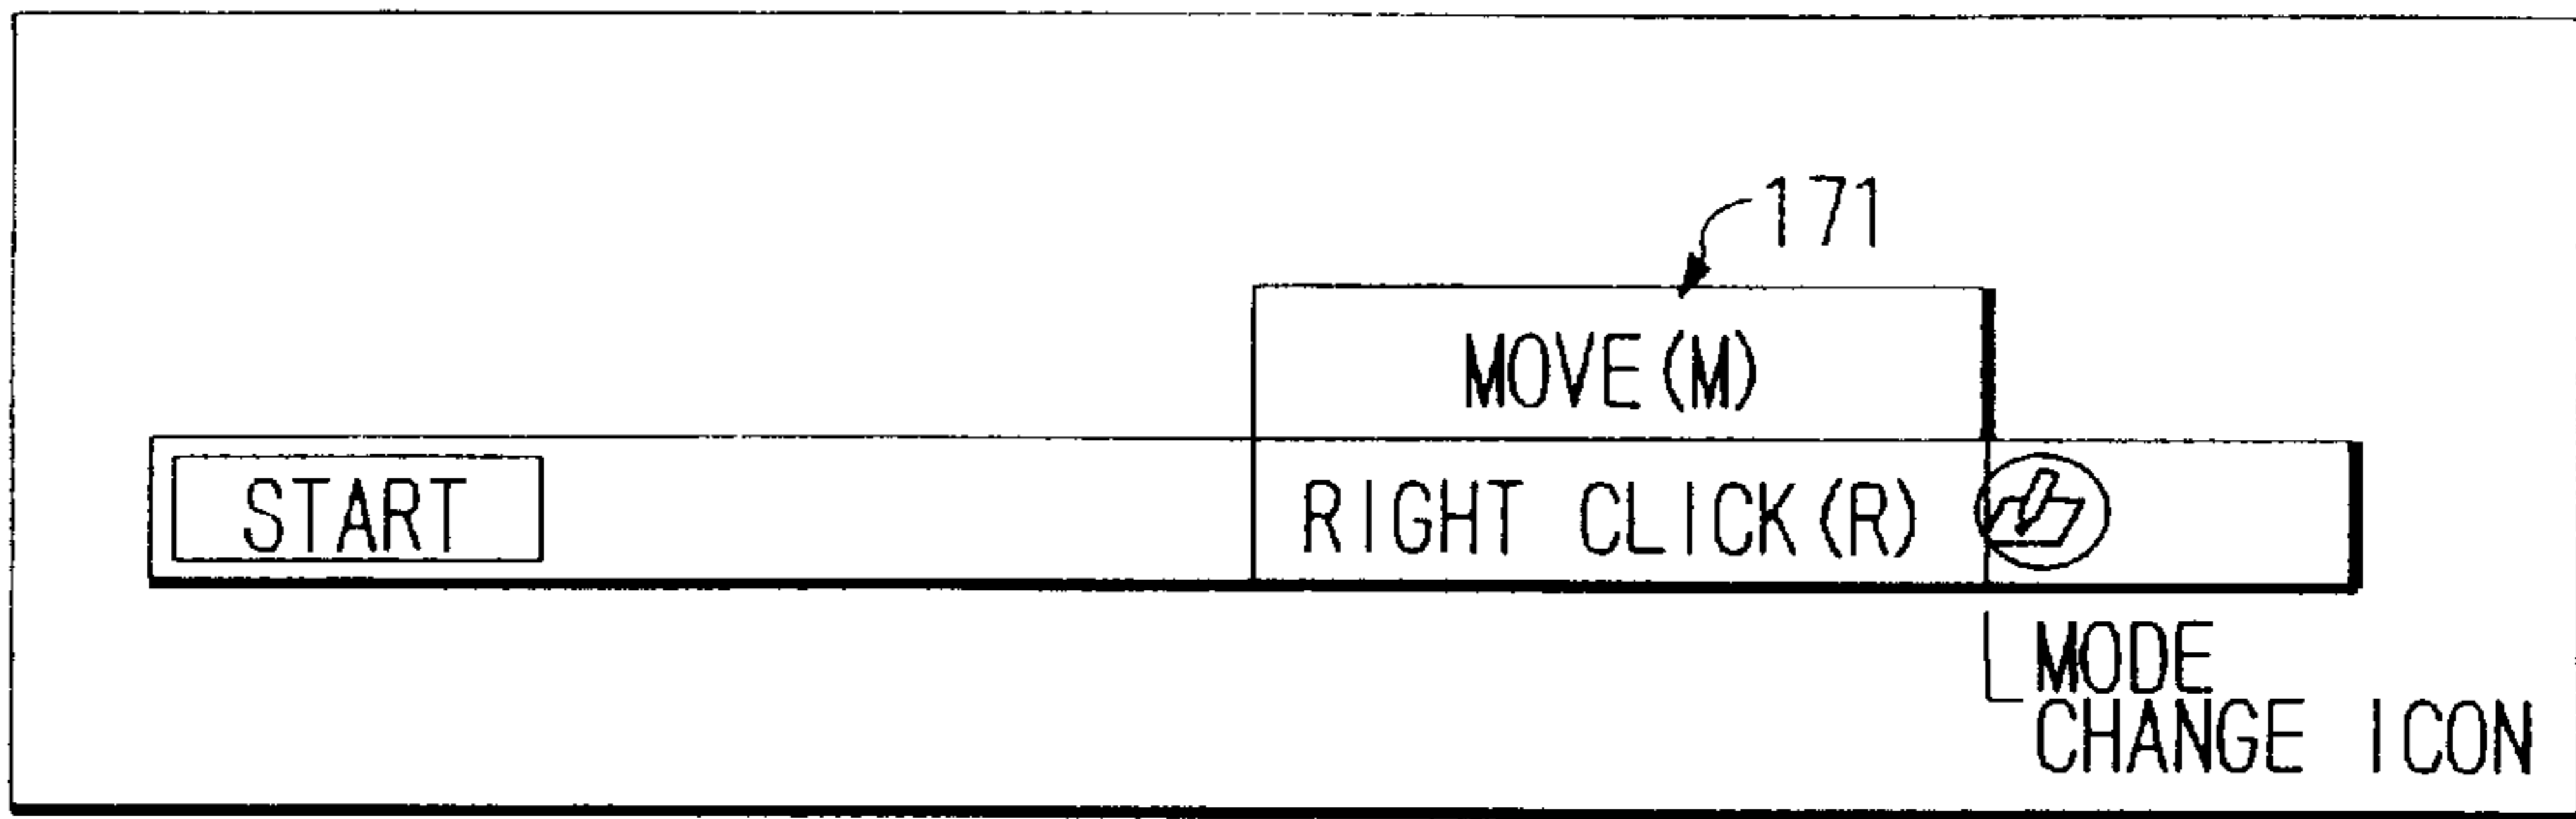 171
MOVE(M)
START
RIGHT CLICK(R)
MODE
CHANGE ICON